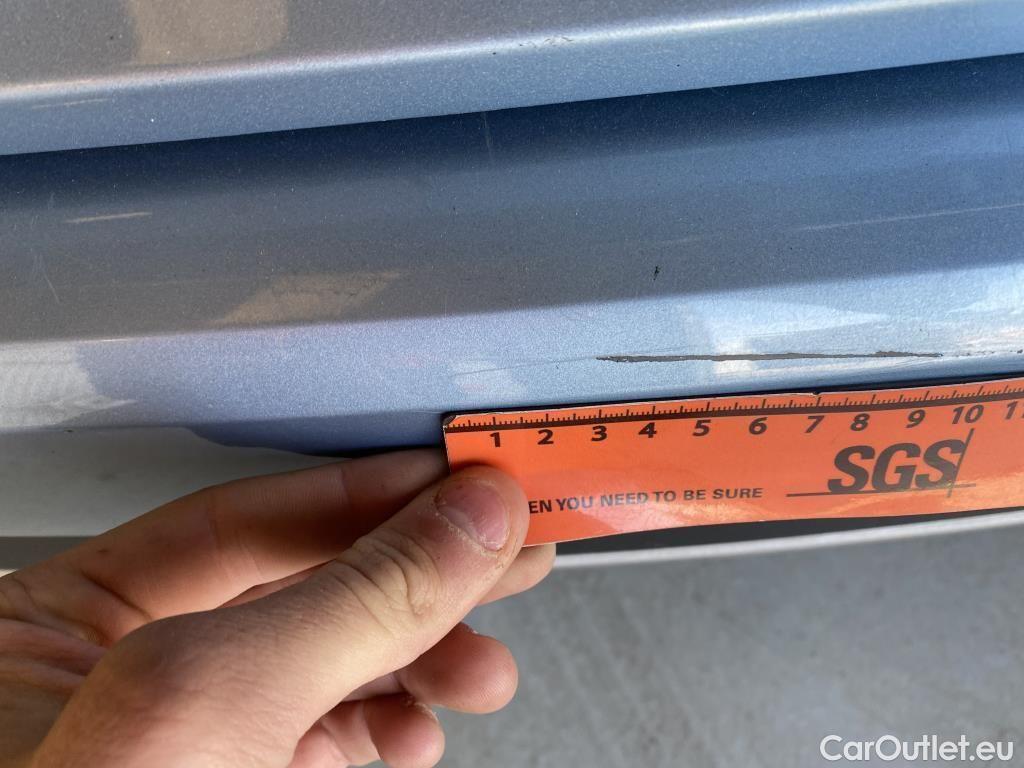 1 2 3 4 5 6 7 8 9 10
SGS
EN YOU NEED TO BE SURE
CarOutlet.eu